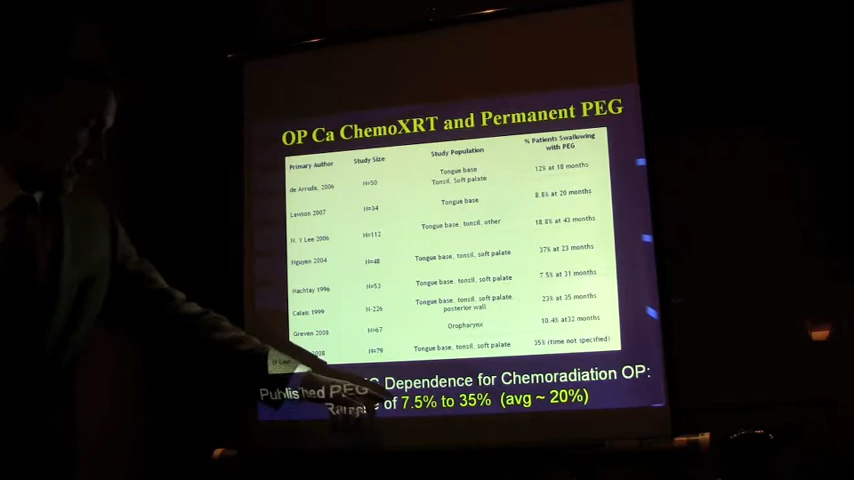 OP Ca ChemoXRT and Permanent PEG
Primary Author Study Size Study Population % Patients Swallowing with PEG
de Arruda, 2006 N=50 Tongue base Tonsil, Soft palate 12% at 18 months
Lawson 2007 N=34 Tongue base 8.8% at 20 months
N. Y Lee 2006 N=112 Tongue base, tonsil, other 18.8% at 43 months
Nguyen 2004 N=48 Tongue base, tonsil, soft palate 37% at 23 months
Machtay 1996 N=53 Tongue base, tonsil, soft palate 7.5% at 31 months
Calais 1999 N-226 Tongue base, tonsil, soft palate, posterior wall 23% at 35 months
Greven 2008 N=67 Oropharynx 10.4% at32 months
2008 N=79 Tongue base, tonsil, soft palate 35% (time not specified)
Published PEG Dependence for Chemoradiation OP:
of 7.5% to 35% (avg ~ 20%)